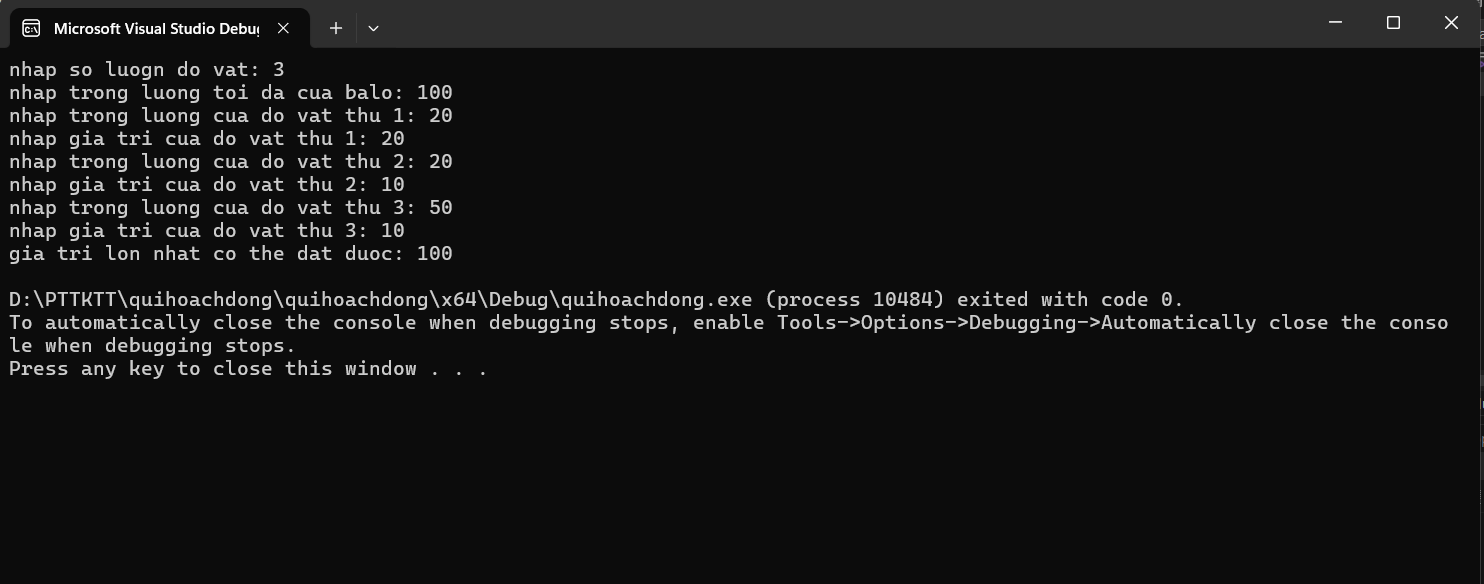 Microsoft Visual Studio Debug
nhap so luogn do vat: 3
nhap trong luong toi da cua balo: 100
nhap trong luong cua do vat thu 1: 20
nhap gia tri cua do vat thu 1: 20
nhap trong luong cua do vat thu 2: 20
nhap gia tri cua do vat thu 2: 10
nhap trong luong cua do vat thu 3: 50
nhap gia tri cua do vat thu 3: 10
gia tri lon nhat co the dat duoc: 100
D:\PTTKTT\quihoachdong\quihoachdong\x64\Debug\quihoachdong.exe (process 10484) exited with code 0.
To automatically close the console when debugging stops, enable Tools->Options->Debugging->Automatically close the conso
le when debugging stops.
Press any key to close this window . . .